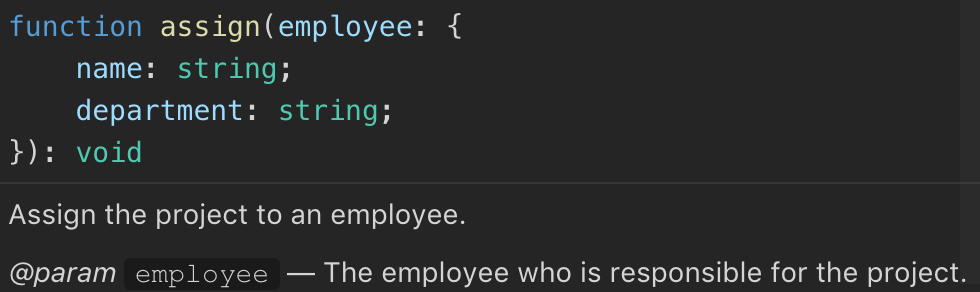 function assign(employee: {
    name: string;
    department: string;
}): void
Assign the project to an employee.
@param employee — The employee who is responsible for the project.